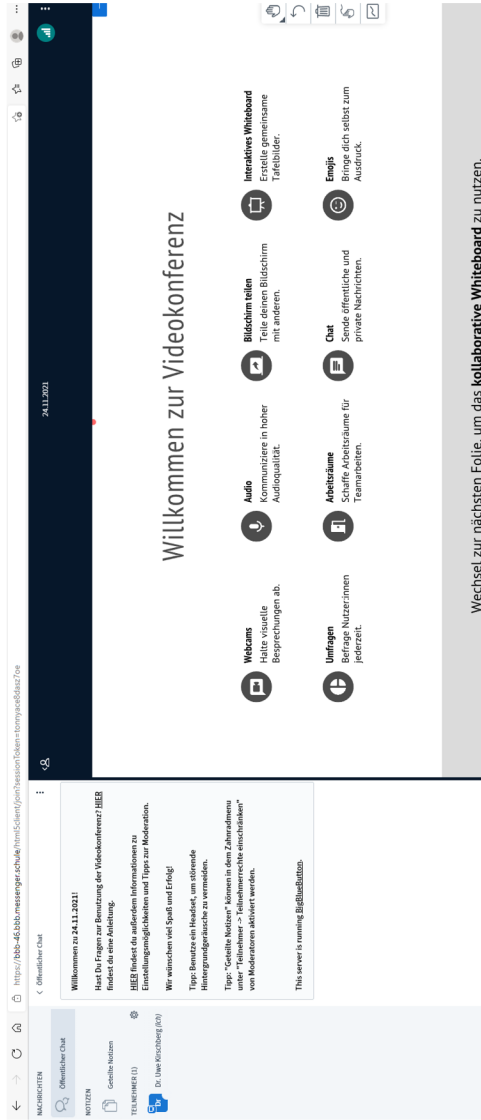 https://bbb-46.bbb.messenger.schule/html5client/join?sessionToken=tonnyace8dasz7oe
NACHRICHTEN
Öffentlicher Chat
NOTIZEN
Geteilte Notizen
TEILNEHMER (1)
Dr
Dr. Uwe Kirschberg (Ich)
Öffentlicher Chat
Willkommen zu 24.11.2021!
Hast Du Fragen zur Benutzung der Videokonferenz? HIER
findest du eine Anleitung.
HIER findest du außerdem Informationen zu
Einstellungsmöglichkeiten und Tipps zur Moderation.
Wir wünschen viel Spaß und Erfolg!
Tipp: Benutze ein Headset, um störende
Hintergrundgeräusche zu vermeiden.
Tipp: "Geteilte Notizen" können in dem Zahnradmenu
unter "Teilnehmer -> Teilnehmerrechte einschränken"
von Moderatoren aktiviert werden.
This server is running BigBlueButton.
24.11.2021
Willkommen zur Videokonferenz
Webcams
Halte visuelle
Besprechungen ab.
Audio
Kommuniziere in hoher
Audioqualität.
Bildschirm teilen
Teile deinen Bildschirm
mit anderen.
Interaktives Whiteboard
Erstelle gemeinsame
Tafelbilder.
Umfragen
Befrage Nutzer:innen
jederzeit.
Arbeitsräume
Schaffe Arbeitsräume für
Teamarbeiten.
Chat
Sende öffentliche und
private Nachrichten.
Emojis
Bringe dich selbst zum
Ausdruck.
Wechsel zur nächsten Folie, um das kollaborative Whiteboard zu nutzen.